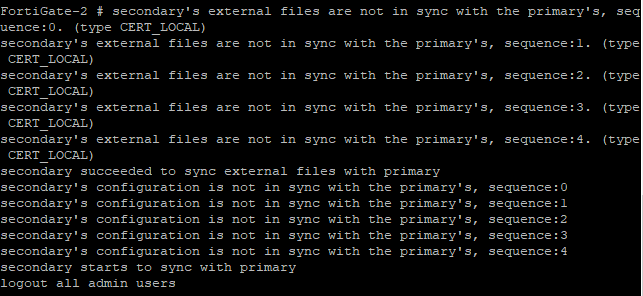 FortiGate-2 # secondary's external files are not in sync with the primary's, seq
uence:0. (type CERT_LOCAL)
secondary's external files are not in sync with the primary's, sequence:1. (type
 CERT_LOCAL)
secondary's external files are not in sync with the primary's, sequence:2. (type
 CERT_LOCAL)
secondary's external files are not in sync with the primary's, sequence:3. (type
 CERT_LOCAL)
secondary's external files are not in sync with the primary's, sequence:4. (type
 CERT_LOCAL)
secondary succeeded to sync external files with primary
secondary's configuration is not in sync with the primary's, sequence:0
secondary's configuration is not in sync with the primary's, sequence:1
secondary's configuration is not in sync with the primary's, sequence:2
secondary's configuration is not in sync with the primary's, sequence:3
secondary's configuration is not in sync with the primary's, sequence:4
secondary starts to sync with primary
logout all admin users